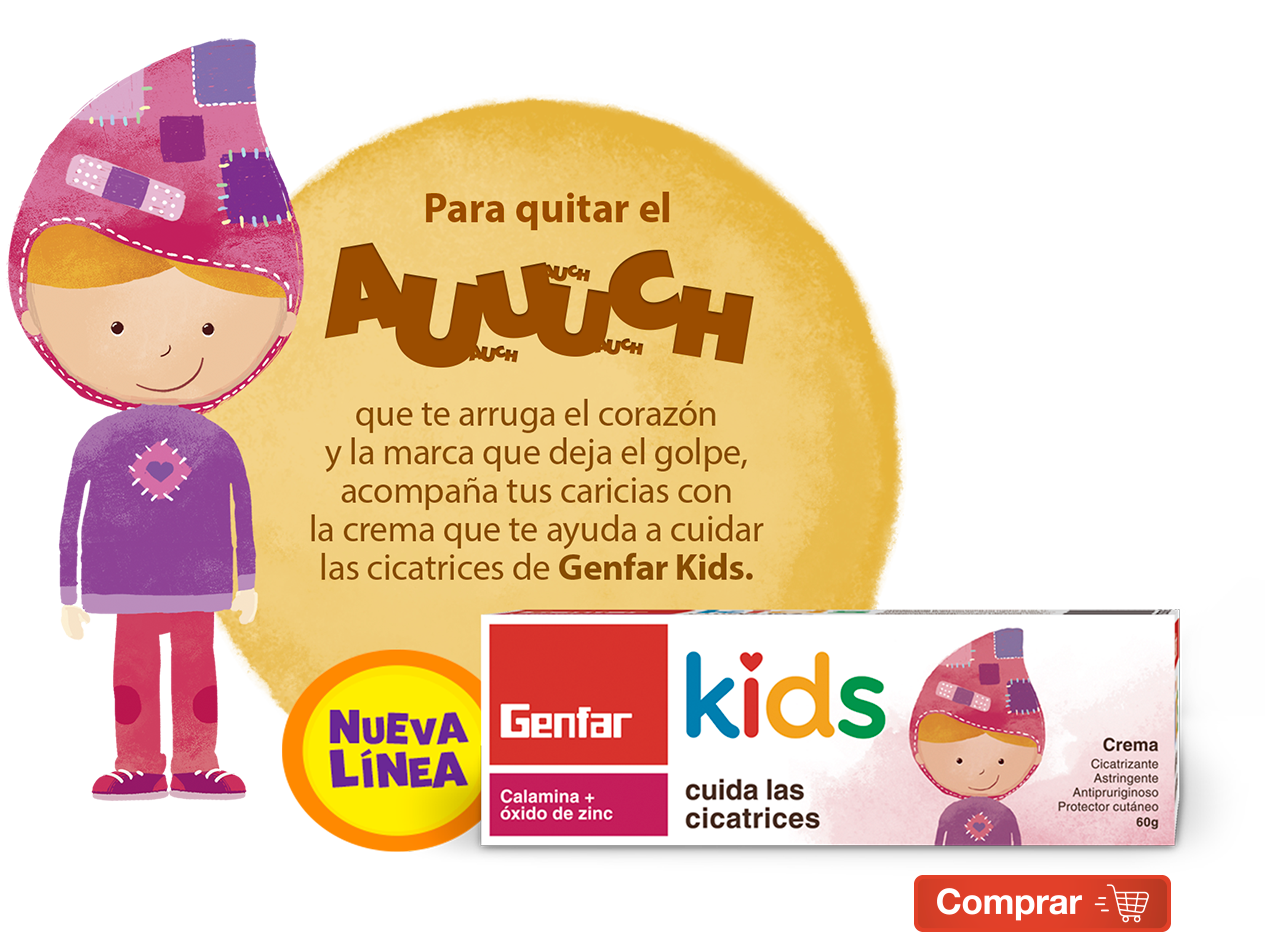 Para quitar el
AUUUCH
AUCH
AUCH
AUCH
que te arruga el corazón
y la marca que deja el golpe,
acompaña tus caricias con
la crema que te ayuda a cuidar
las cicatrices de Genfar Kids.
NUEVA
LÍNEA
Genfar
Calamina +
óxido de zinc
kids
cuida las
cicatrices
Crema
Cicatrizante
Astringente
Antipruriginoso
Protector cutáneo
60g
Comprar